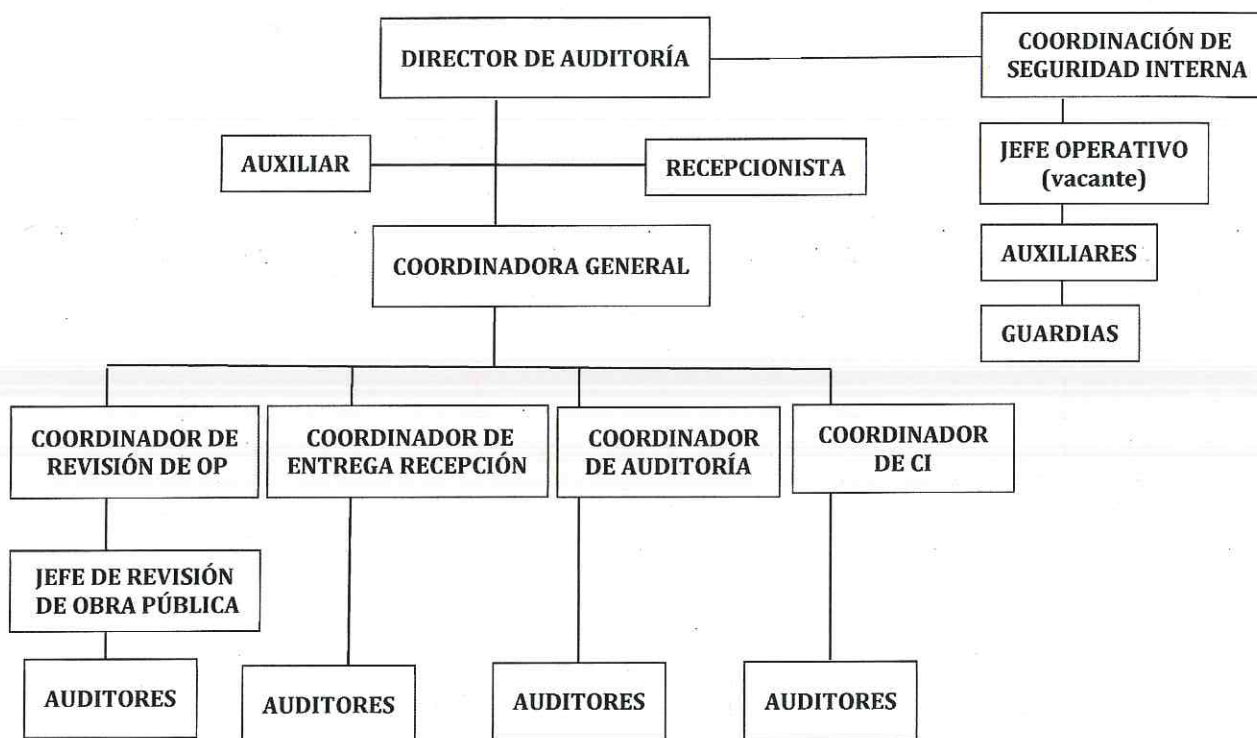 DIRECTOR DE AUDITORÍA
COORDINACIÓN DE
SEGURIDAD INTERNA
AUXILIAR
RECEPCIONISTA
JEFE OPERATIVO
(vacante)
COORDINADORA GENERAL
AUXILIARES
GUARDIAS
COORDINADOR DE
REVISIÓN DE OP
COORDINADOR DE
ENTREGA RECEPCIÓN
COORDINADOR
DE AUDITORÍA
COORDINADOR
DE CI
JEFE DE REVISIÓN
DE OBRA PÚBLICA
AUDITORES
AUDITORES
AUDITORES
AUDITORES